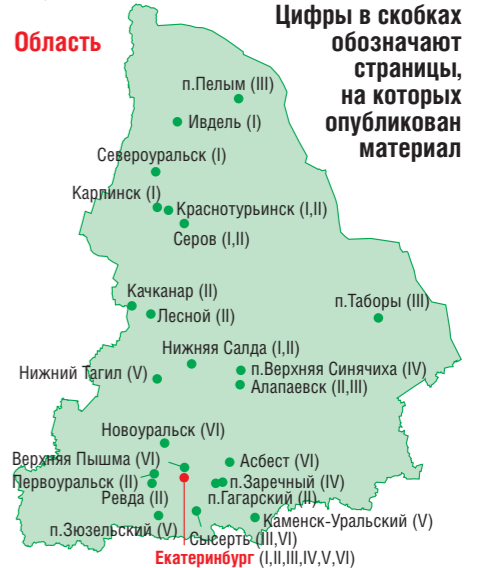 Область
Цифры в скобках
обозначают
страницы,
на которых
опубликован
материал
п.Пелым (III)
Ивдель (I)
Североуральск (I)
Карпинск (I)
Краснотурьинск (I,II)
Серов (I,II)
Качканар (II)
Лесной (II)
п.Таборы (III)
Нижняя Салда (I,II)
Нижний Тагил (V)
п.Верхняя Синячиха (IV)
Алапаевск (II,III)
Новоуральск (VI)
Верхняя Пышма (VI)
Асбест (VI)
Первоуральск (II)
п.Заречный (IV)
Ревда (II)
п.Гагарский (II)
п.Зюзельский (V)
Каменск-Уральский (V)
Сысерть (III,VI)
Екатеринбург (I,II,III,IV,V,VI)